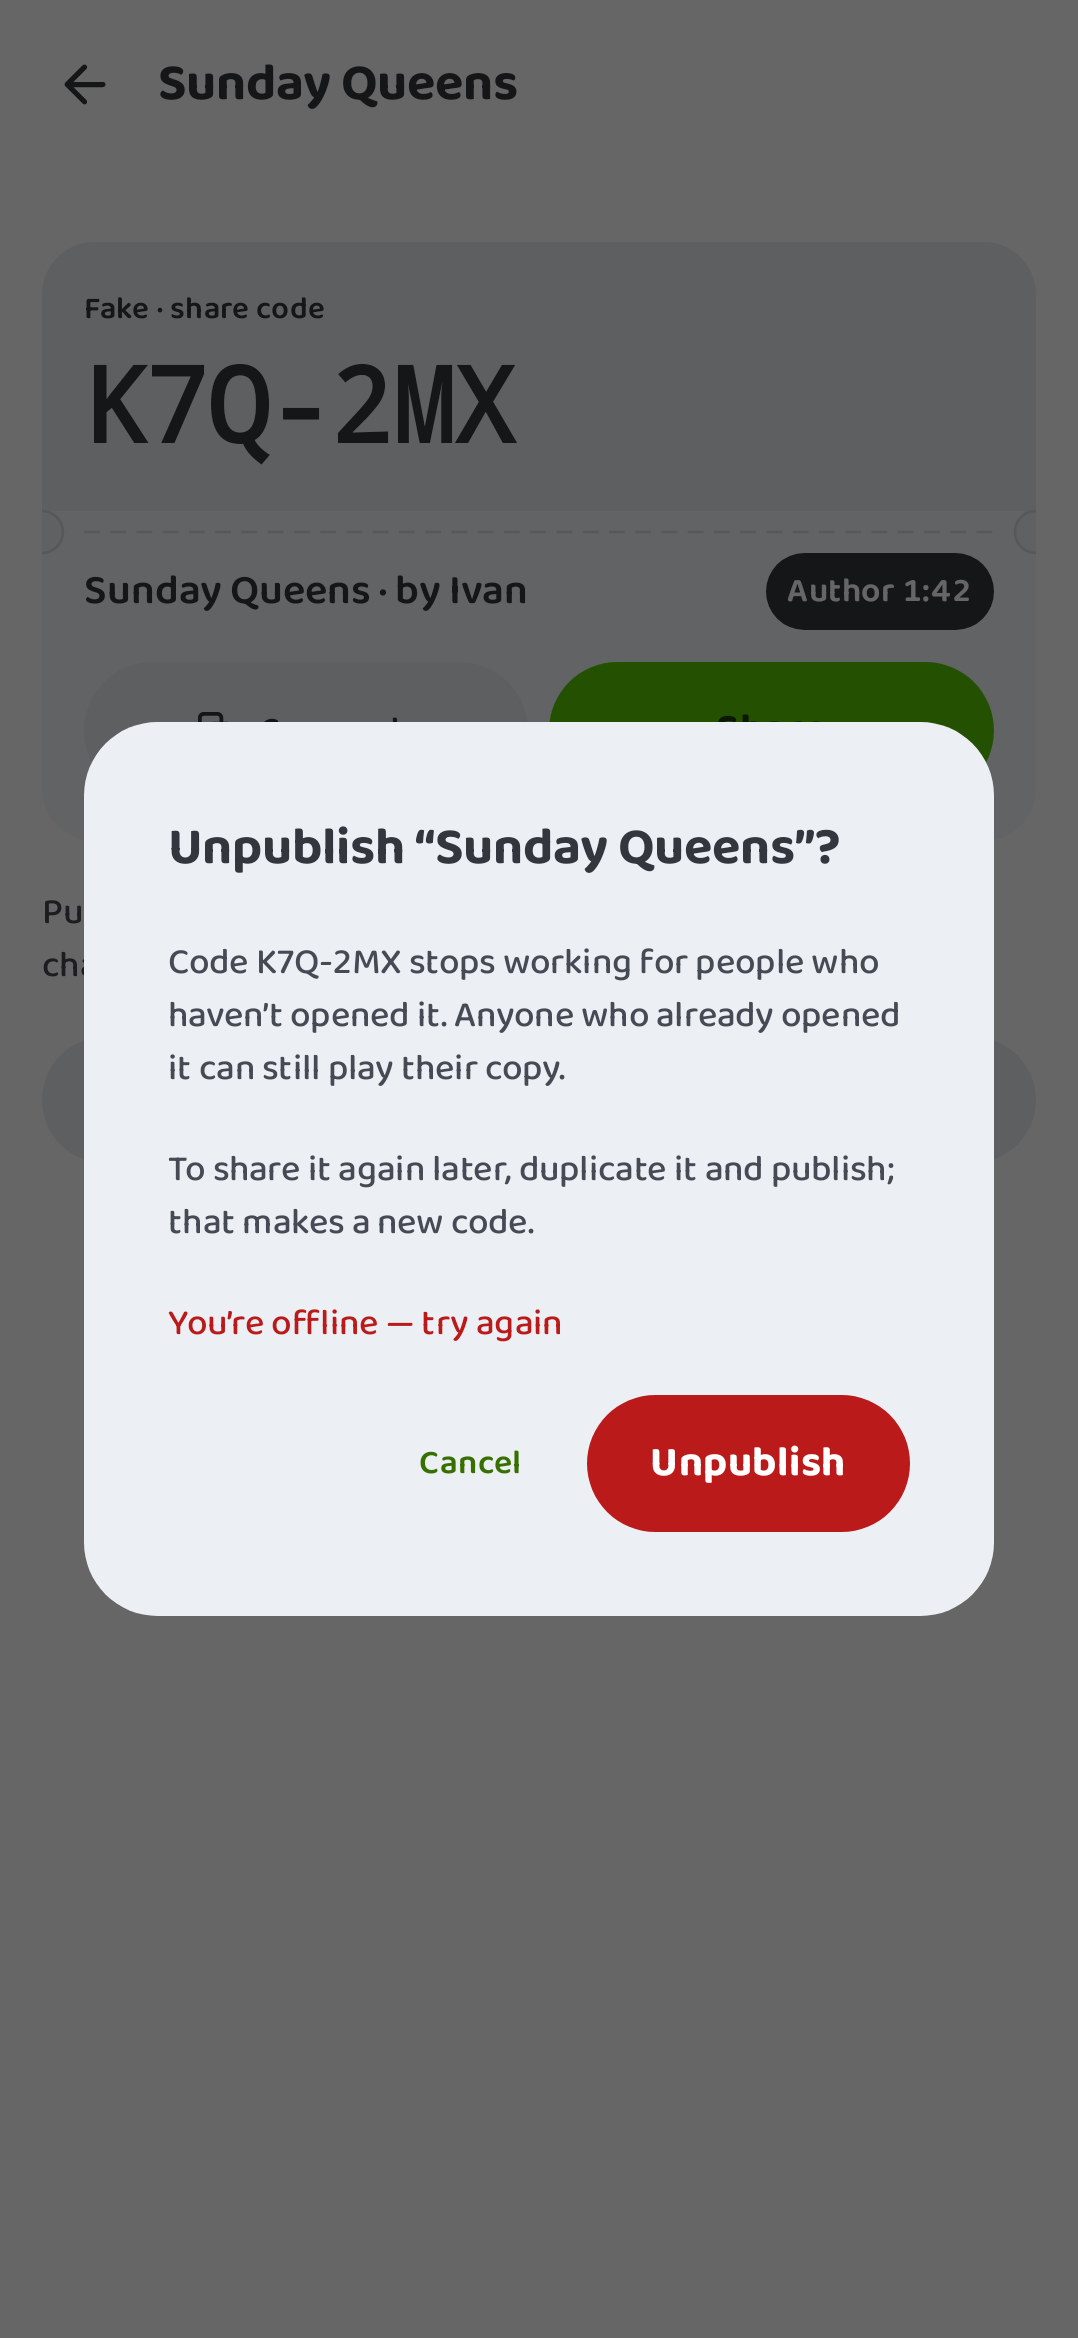 Sunday Queens
Fake · share code
K7Q-2MX
Sunday Queens · by Ivan
Author 1:42
Unpublish “Sunday Queens”?
Code K7Q-2MX stops working for people who
haven’t opened it. Anyone who already opened
it can still play their copy.
To share it again later, duplicate it and publish;
that makes a new code.
You’re offline — try again
Cancel
Unpublish